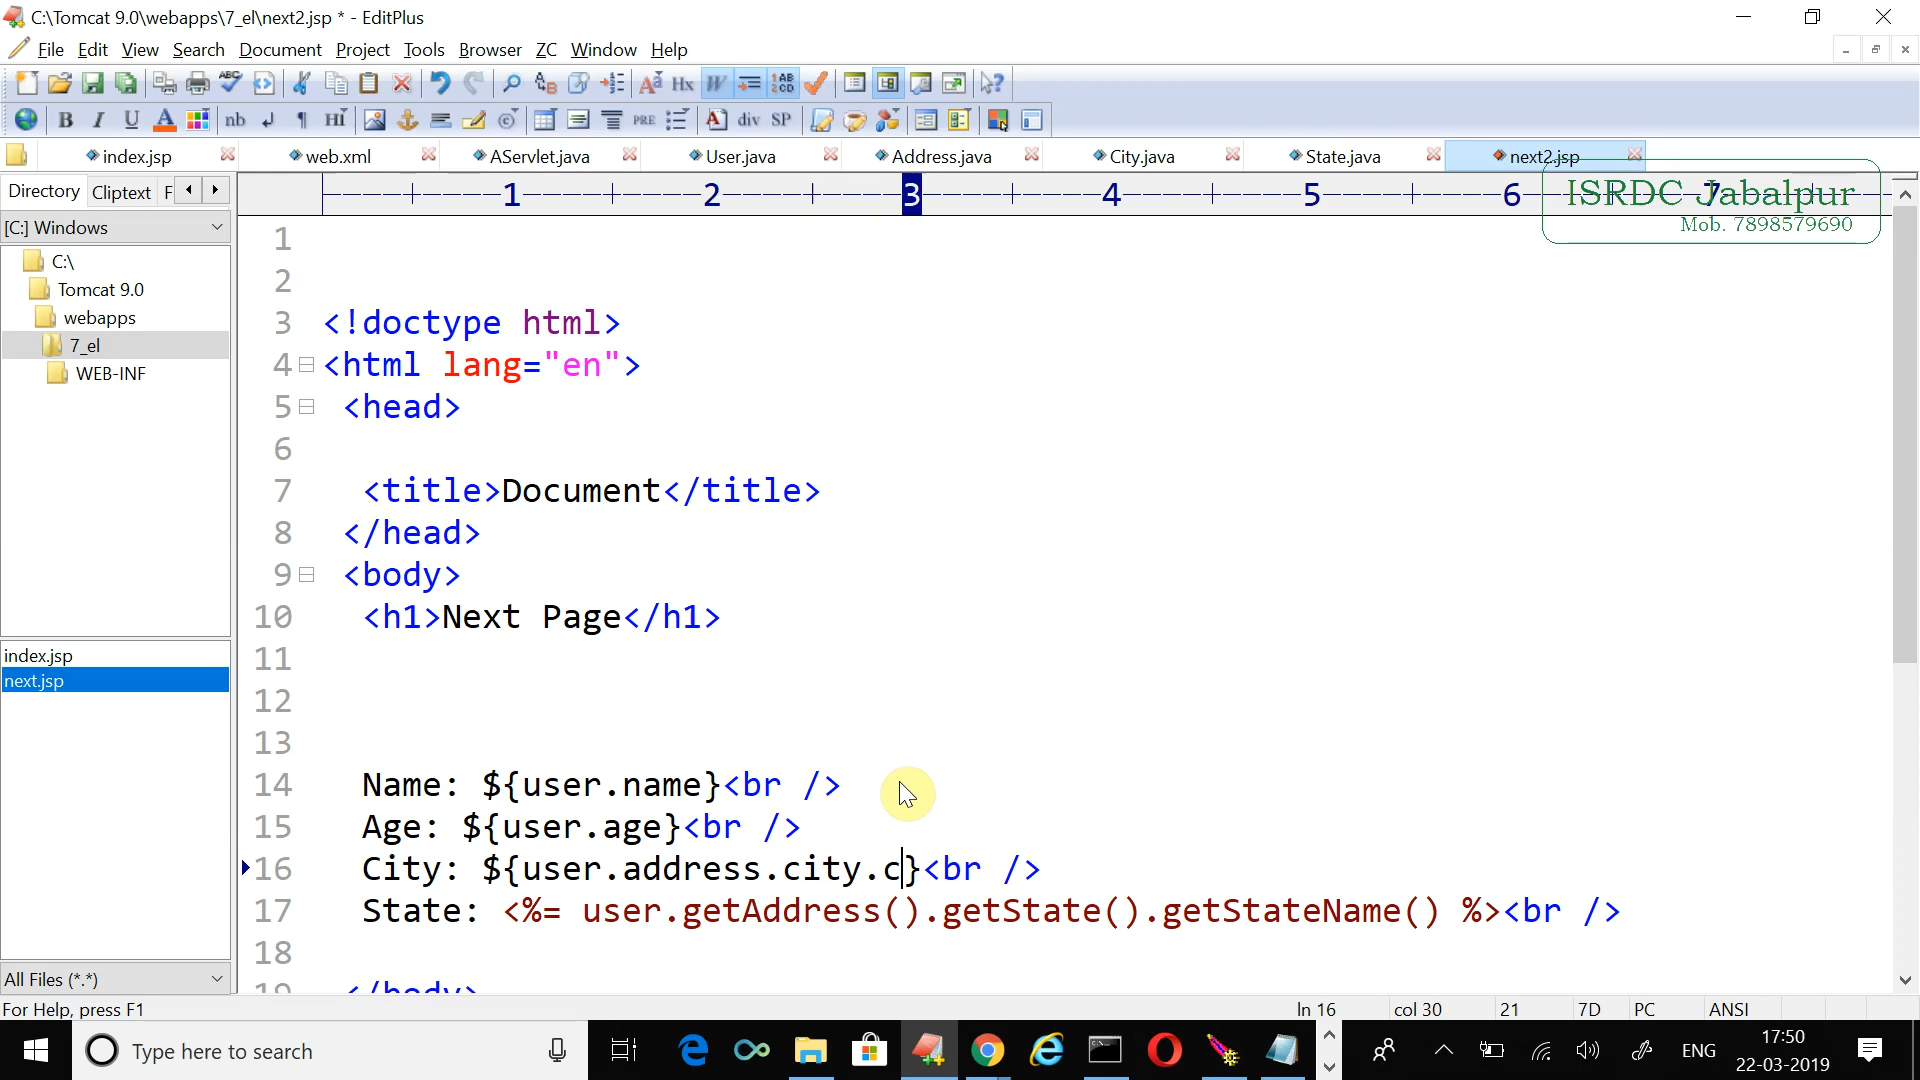 C:\Tomcat 9.0\webapps\7_el\next2.jsp * - EditPlus
File Edit View Search Document Project Tools Browser ZC Window Help
index.jsp web.xml AServlet.java User.java Address.java City.java State.java next2.jsp
Directory Cliptext F
1 2 3 4 5 6 7
ISRDC Jabalpur
Mob. 7898579690
[C:] Windows
C:\
Tomcat 9.0
webapps
7_el
WEB-INF
index.jsp
next.jsp
All Files (*.*)
1
2
3 <!doctype html>
4 <html lang="en">
5 <head>
6
7 <title>Document</title>
8 </head>
9 <body>
10 <h1>Next Page</h1>
11
12
13
14 Name: ${user.name}<br />
15 Age: ${user.age}<br />
16 City: ${user.address.city.c}<br />
17 State: <%= user.getAddress().getState().getStateName() %><br />
18
19 </body>
For Help, press F1 ln 16 col 30 21 7D PC ANSI
Type here to search
ENG
17:50
22-03-2019